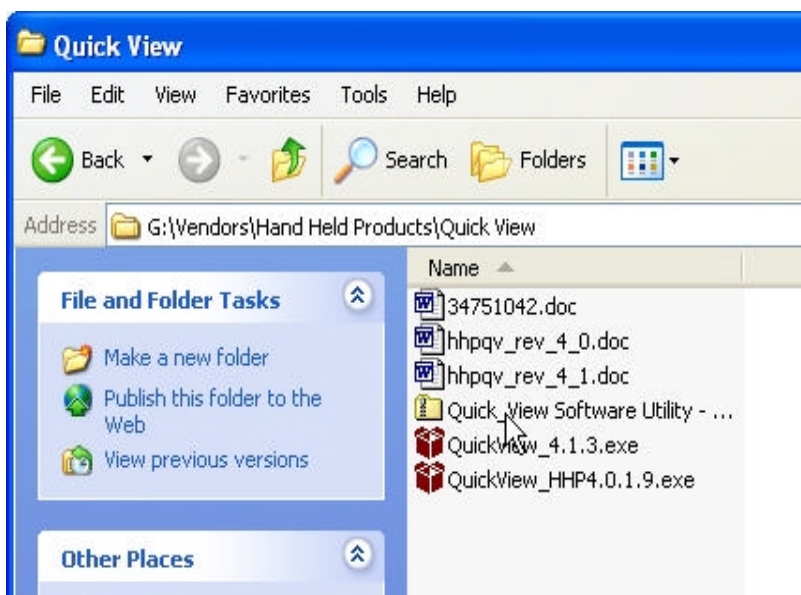 Quick View
File Edit View Favorites Tools Help
Back Search Folders
Address G:\Vendors\Hand Held Products\Quick View
Name
File and Folder Tasks
Make a new folder
Publish this folder to the
Web
View previous versions
Other Places
34751042.doc
hhpqv_rev_4_0.doc
hhpqv_rev_4_1.doc
Quick_View Software Utility - ...
QuickView_4.1.3.exe
QuickView_HHP4.0.1.9.exe